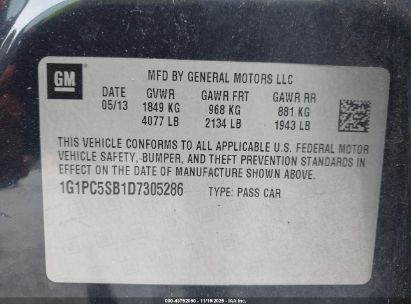 GM
MFD BY GENERAL MOTORS LLC
DATE GVWR GAWR FRT GAWR RR
05/13 1849 KG 968 KG 881 KG
4077 LB 2134 LB 1943 LB
THIS VEHICLE CONFORMS TO ALL APPLICABLE U.S. FEDERAL MOTOR
VEHICLE SAFETY, BUMPER, AND THEFT PREVENTION STANDARDS IN
EFFECT ON THE DATE OF MANUFACTURE SHOWN ABOVE.
1G1PC5SB1D7305286 TYPE: PASS CAR